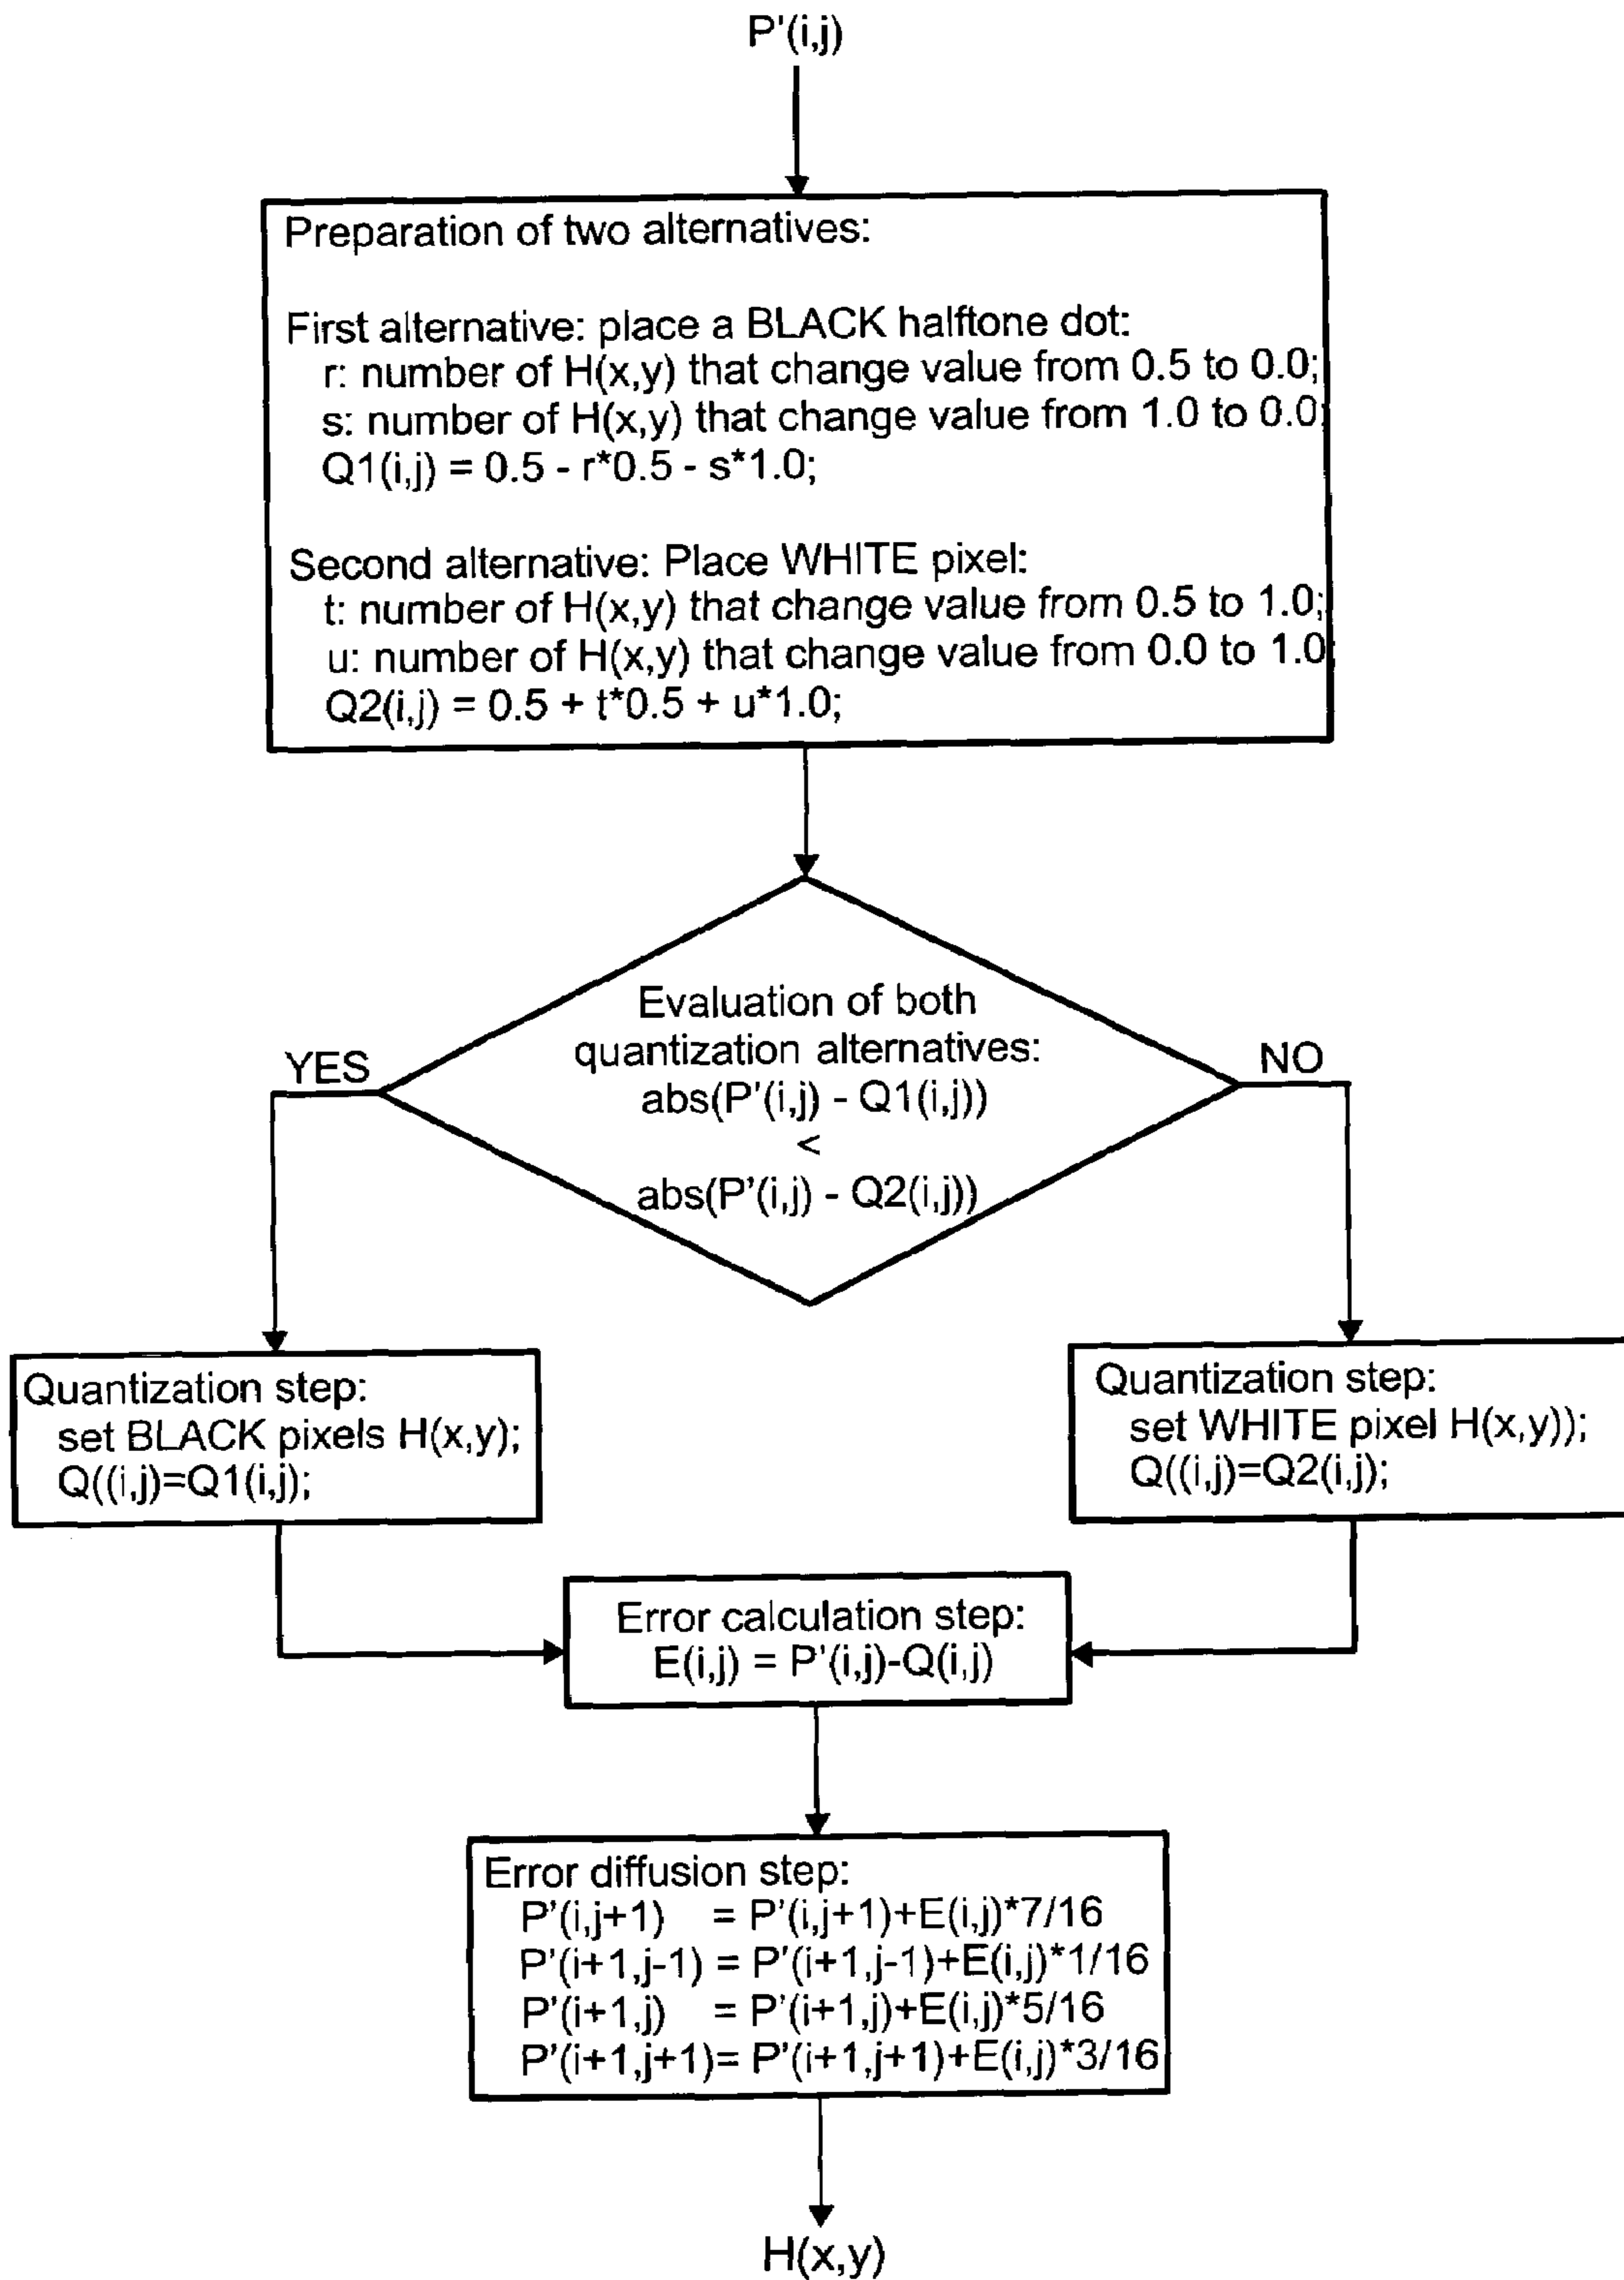 P'(i,j)
Preparation of two alternatives:
First alternative: place a BLACK halftone dot:
r: number of H(x,y) that change value from 0.5 to 0.0;
s: number of H(x,y) that change value from 1.0 to 0.0;
Q1(i,j) = 0.5 - r*0.5 - s*1.0;
Second alternative: Place WHITE pixel:
t: number of H(x,y) that change value from 0.5 to 1.0;
u: number of H(x,y) that change value from 0.0 to 1.0;
Q2(i,j) = 0.5 + t*0.5 + u*1.0;
Evaluation of both
quantization alternatives:
abs(P'(i,j) - Q1(i,j))
<
abs(P'(i,j) - Q2(i,j))
YES
NO
Quantization step:
set BLACK pixels H(x,y);
Q((i,j)=Q1(i,j);
Quantization step:
set WHITE pixel H(x,y));
Q((i,j)=Q2(i,j);
Error calculation step:
E(i,j) = P'(i,j)-Q(i,j)
Error diffusion step:
P'(i,j+1) = P'(i,j+1)+E(i,j)*7/16
P'(i+1,j-1) = P'(i+1,j-1)+E(i,j)*1/16
P'(i+1,j) = P'(i+1,j)+E(i,j)*5/16
P'(i+1,j+1)= P'(i+1,j+1)+E(i,j)*3/16
H(x,y)